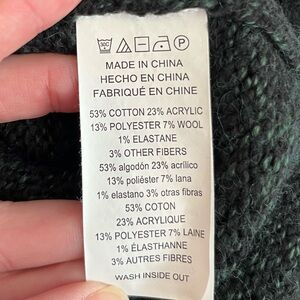 30C P
MADE IN CHINA
HECHO EN CHINA
FABRIQUÉ EN CHINE
53% COTTON 23% ACRYLIC
13% POLYESTER 7% WOOL
1% ELASTANE
3% OTHER FIBERS
53% algodón 23% acrílico
13% poliéster 7% lana
1% elastano 3% otras fibras
53% COTON
23% ACRYLIQUE
13% POLYESTER 7% LAINE
1% ÉLASTHANNE
3% AUTRES FIBRES
WASH INSIDE OUT